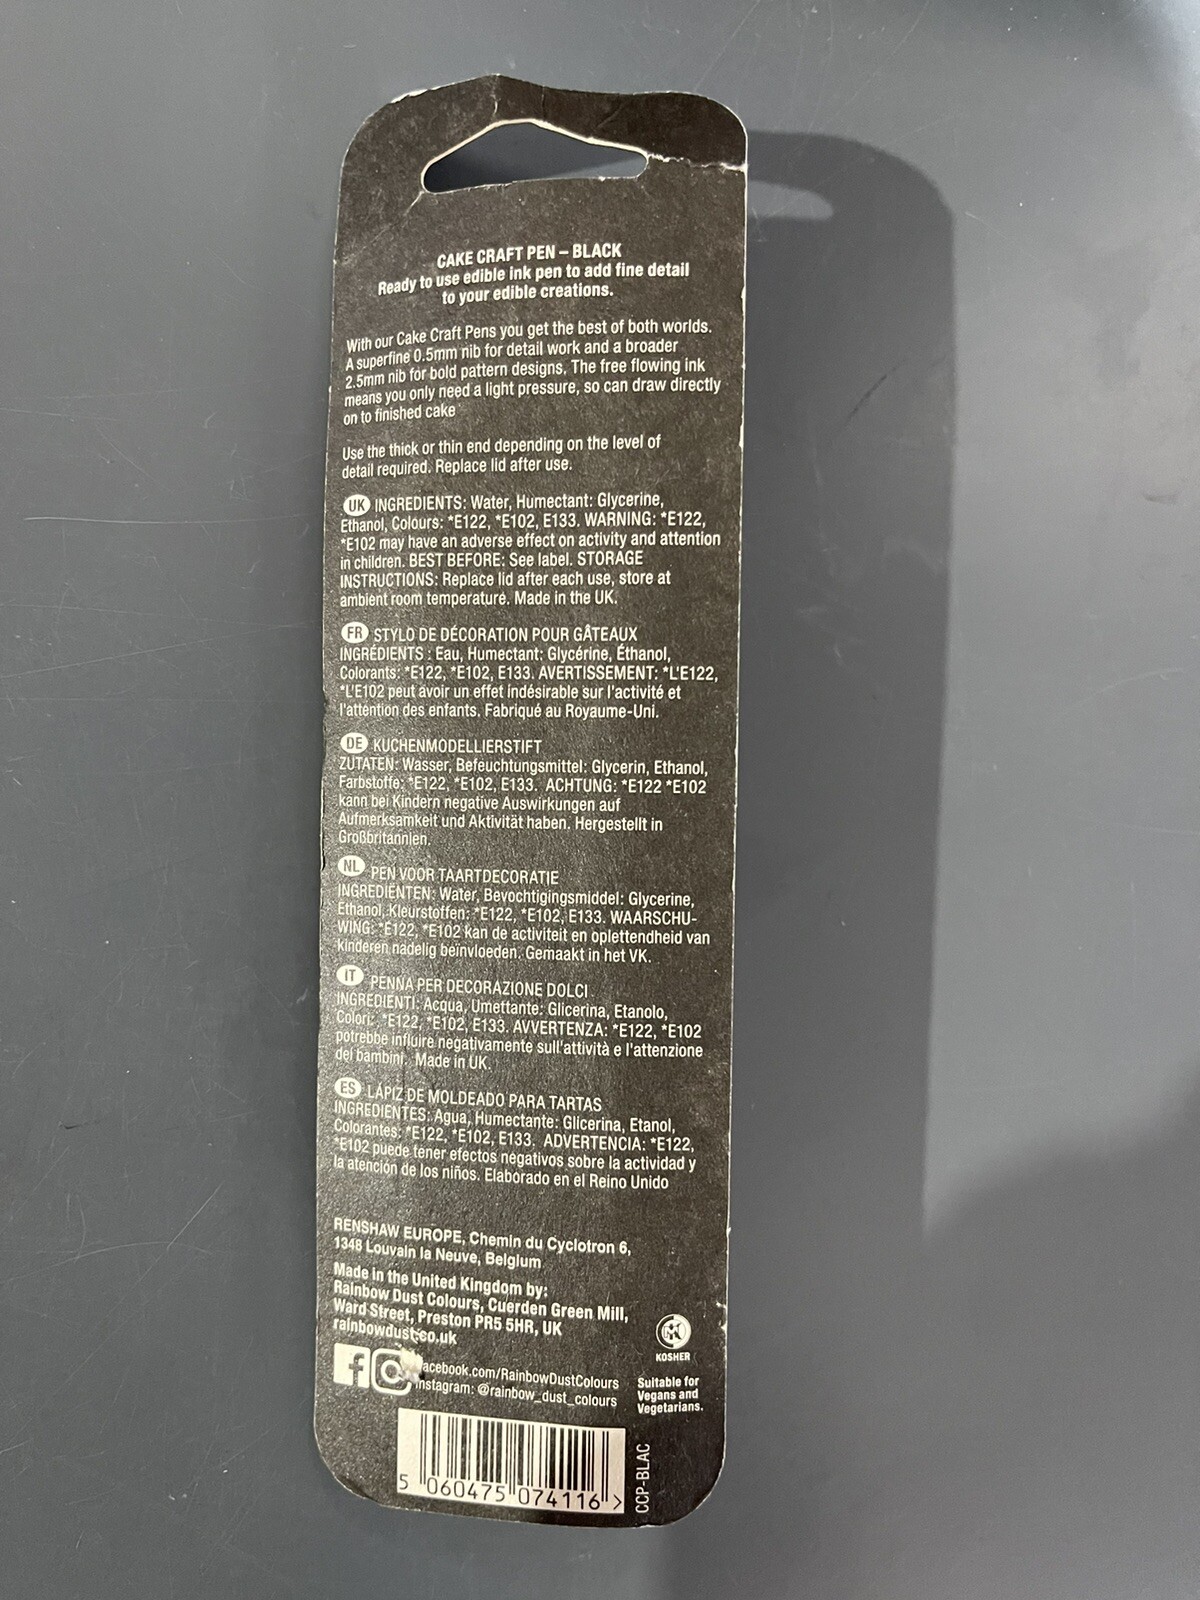 CAKE CRAFT PEN – BLACK
Ready to use edible ink pen to add fine detail
to your edible creations.
With our Cake Craft Pens you get the best of both worlds.
A superfine 0.5mm nib for detail work and a broader
2.5mm nib for bold pattern designs. The free flowing ink
means you only need a light pressure, so can draw directly
on to finished cake
Use the thick or thin end depending on the level of
detail required. Replace lid after use.
UK INGREDIENTS: Water, Humectant: Glycerine,
Ethanol, Colours: *E122, *E102, E133. WARNING: *E122,
*E102 may have an adverse effect on activity and attention
in children. BEST BEFORE: See label. STORAGE
INSTRUCTIONS: Replace lid after each use, store at
ambient room temperature. Made in the UK.
FR STYLO DE DÉCORATION POUR GÂTEAUX
INGRÉDIENTS : Eau, Humectant: Glycérine, Éthanol,
Colorants: *E122, *E102, E133. AVERTISSEMENT: *L'E122,
*L'E102 peut avoir un effet indésirable sur l'activité et
l'attention des enfants. Fabriqué au Royaume-Uni.
DE KUCHENMODELLIERSTIFT
ZUTATEN: Wasser, Befeuchtungsmittel: Glycerin, Ethanol,
Farbstoffe: *E122, *E102, E133. ACHTUNG: *E122 *E102
kann bei Kindern negative Auswirkungen auf
Aufmerksamkeit und Aktivität haben. Hergestellt in
Großbritannien.
NL PEN VOOR TAARTDECORATIE
INGREDIËNTEN: Water, Bevochtigingsmiddel: Glycerine,
Ethanol, Kleurstoffen: *E122, *E102, E133. WAARSCHU-
WING: *E122, *E102 kan de activiteit en oplettendheid van
kinderen nadelig beïnvloeden. Gemaakt in het VK.
IT PENNA PER DECORAZIONE DOLCI
INGREDIENTI: Acqua, Umettante: Glicerina, Etanolo,
Colori: *E122, *E102, E133. AVVERTENZA: *E122, *E102
potrebbe influire negativamente sull'attività e l'attenzione
dei bambini. Made in UK.
ES LÁPIZ DE MOLDEADO PARA TARTAS
INGREDIENTES: Agua, Humectante: Glicerina, Etanol,
Colorantes: *E122, *E102, E133. ADVERTENCIA: *E122,
*E102 puede tener efectos negativos sobre la actividad y
la atención de los niños. Elaborado en el Reino Unido
RENSHAW EUROPE, Chemin du Cyclotron 6,
1348 Louvain la Neuve, Belgium
Made in the United Kingdom by:
Rainbow Dust Colours, Cuerden Green Mill,
Ward Street, Preston PR5 5HR, UK
rainbowdust.co.uk
acebook.com/RainbowDustColours
instagram: @rainbow_dust_colours
K
KOSHER
Suitable for
Vegans and
Vegetarians.
5 060475 074116 >
CCP-BLAC